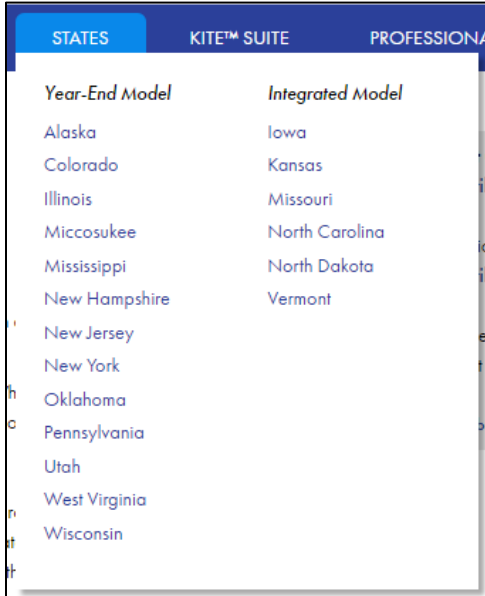 STATES KITE™ SUITE
Year-End Model
Alaska
Colorado
Illinois
Miccosukee
Mississippi
New Hampshire
New Jersey
New York
Oklahoma
Pennsylvania
Utah
West Virginia
Wisconsin
Integrated Model
Iowa
Kansas
Missouri
North Carolina
North Dakota
Vermont